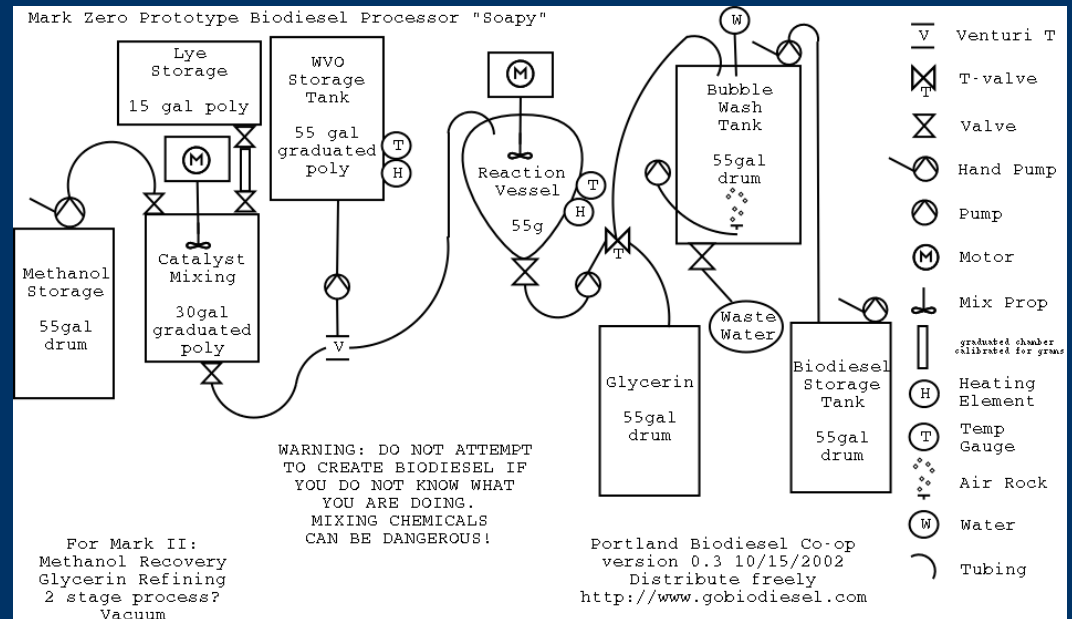 Mark Zero Prototype Biodiesel Processor "Soapy"
Lye
Storage
15 gal poly
WVO
Storage
Tank
55 gal
graduated
poly
T
H
M
Catalyst
Mixing
30gal
graduated
poly
Methanol
Storage
55gal
drum
V
M
Reaction
Vessel
55g
T
H
T
W
Bubble
Wash
Tank
55gal
drum
Waste
Water
Glycerin
55gal
drum
Biodiesel
Storage
Tank
55gal
drum
V Venturi T
T T-valve
Valve
Hand Pump
Pump
M Motor
Mix Prop
graduated chamber
calibrated for grams
H Heating
Element
T Temp
Gauge
Air Rock
W Water
Tubing
WARNING: DO NOT ATTEMPT
TO CREATE BIODIESEL IF
YOU DO NOT KNOW WHAT
YOU ARE DOING.
MIXING CHEMICALS
CAN BE DANGEROUS!
For Mark II:
Methanol Recovery
Glycerin Refining
2 stage process?
Vacuum
Portland Biodiesel Co-op
version 0.3 10/15/2002
Distribute freely
http://www.gobiodiesel.com